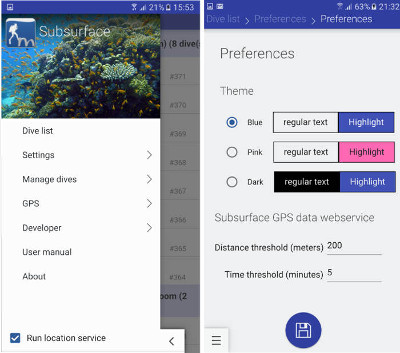 21% 15:53
Subsurface
) (8 dive(s
#371
#370
#369
#368
#367
#366
#365
#364
oom (2
Dive list
Settings
Manage dives
GPS
Developer
User manual
About
Run location service
63% 21:32
Dive list > Preferences > Preferences
Preferences
Theme
Blue regular text Highlight
Pink regular text Highlight
Dark regular text Highlight
Subsurface GPS data webservice
Distance threshold (meters) 200
Time threshold (minutes) 5